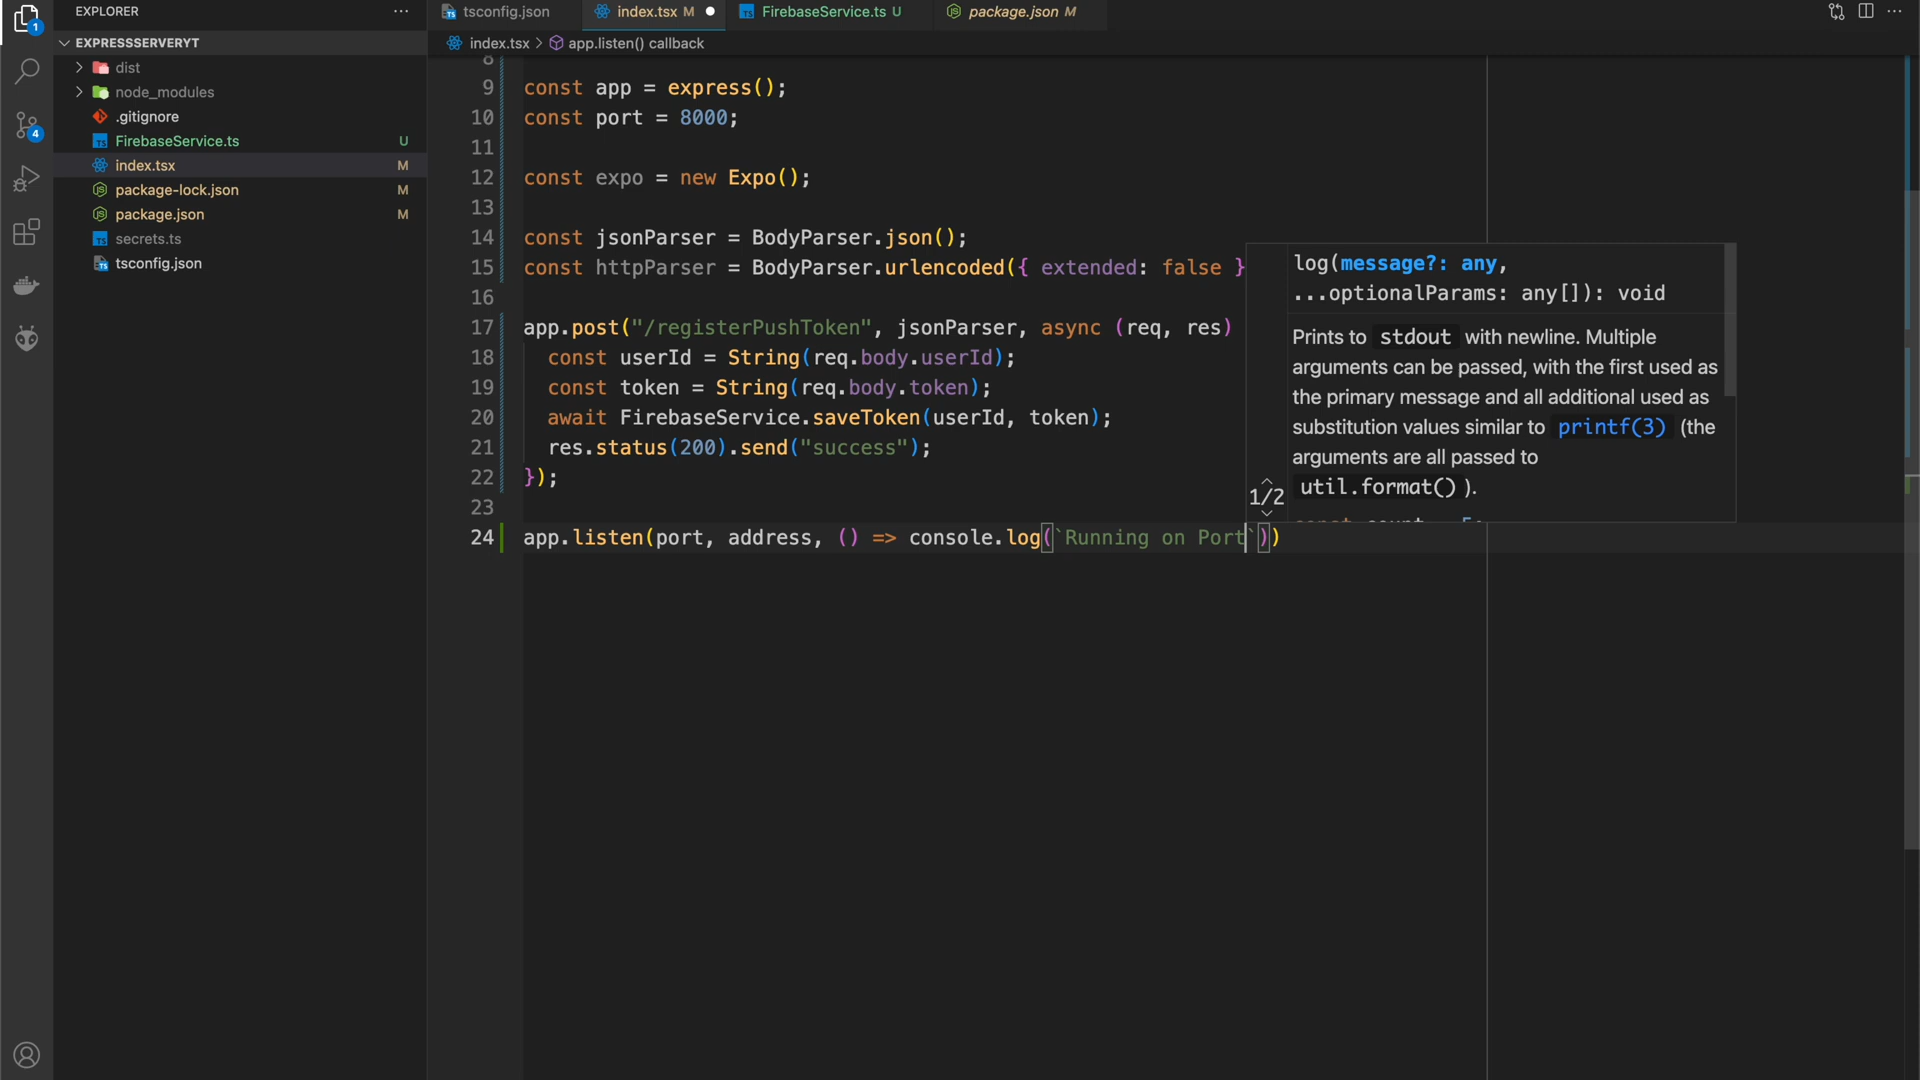 EXPLORER
tsconfig.json
index.tsx M
FirebaseService.ts U
package.json M
EXPRESSSERVERYT
index.tsx > app.listen() callback
dist
node_modules
.gitignore
FirebaseService.ts U
index.tsx M
package-lock.json M
package.json M
secrets.ts
tsconfig.json
1
4
8
9 const app = express();
10 const port = 8000;
11
12 const expo = new Expo();
13
14 const jsonParser = BodyParser.json();
15 const httpParser = BodyParser.urlencoded({ extended: false }
16
17 app.post("/registerPushToken", jsonParser, async (req, res)
18 const userId = String(req.body.userId);
19 const token = String(req.body.token);
20 await FirebaseService.saveToken(userId, token);
21 res.status(200).send("success");
22 });
23
24 app.listen(port, address, () => console.log(`Running on Port`))
log(message?: any,
...optionalParams: any[]): void
Prints to stdout with newline. Multiple
arguments can be passed, with the first used as
the primary message and all additional used as
substitution values similar to printf(3) (the
arguments are all passed to
util.format() ).
const count = 5;
1/2